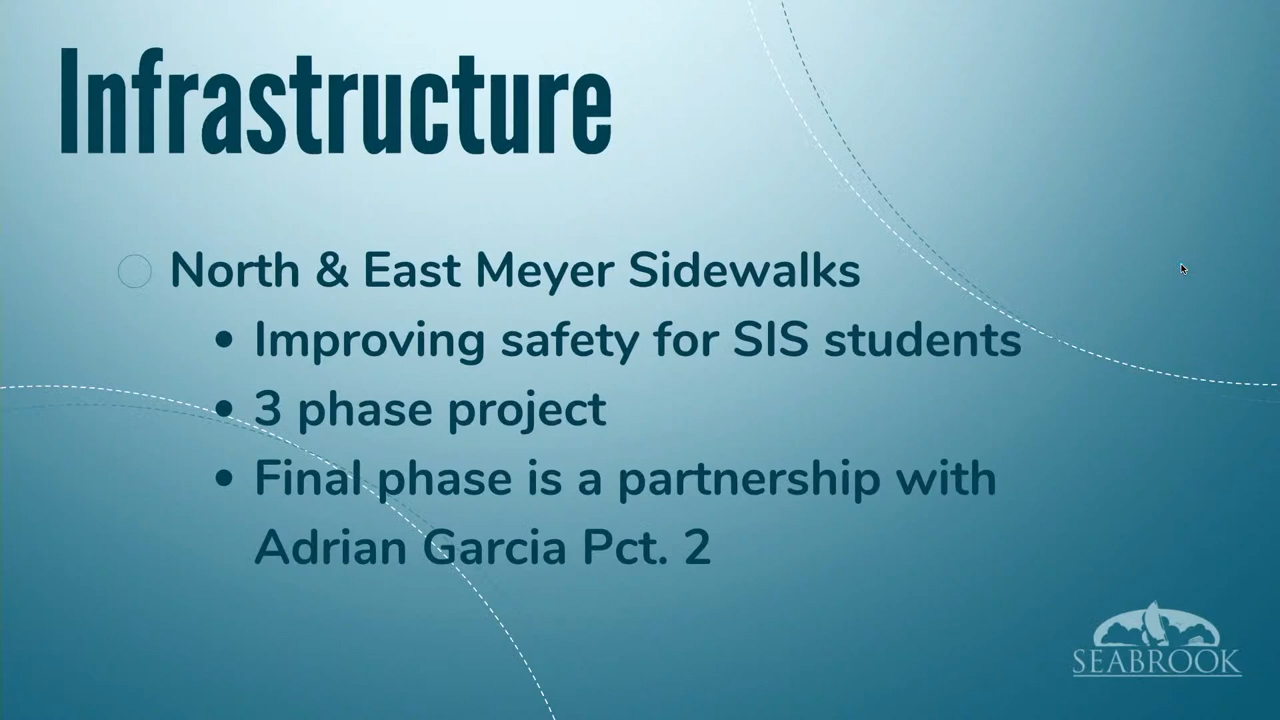 Infrastructure
North & East Meyer Sidewalks
• Improving safety for SIS students
• 3 phase project
• Final phase is a partnership with
Adrian Garcia Pct. 2
SEABROOK